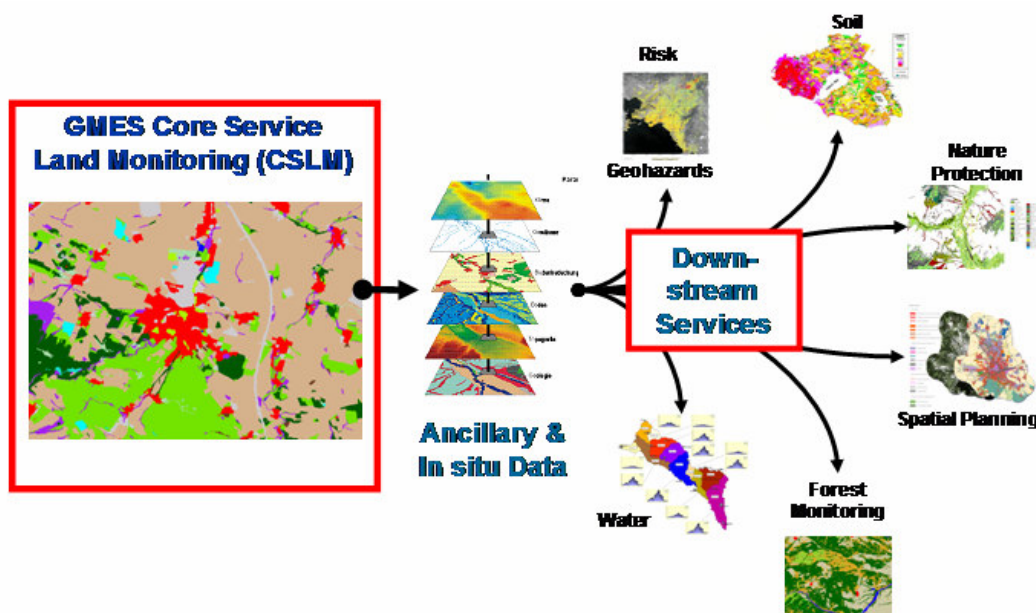 GMES Core Service
Land Monitoring (CSLM)
Ancillary &
In situ Data
Down-
stream
Services
Risk
Geohazards
Soil
Nature
Protection
Spatial Planning
Forest
Monitoring
Water